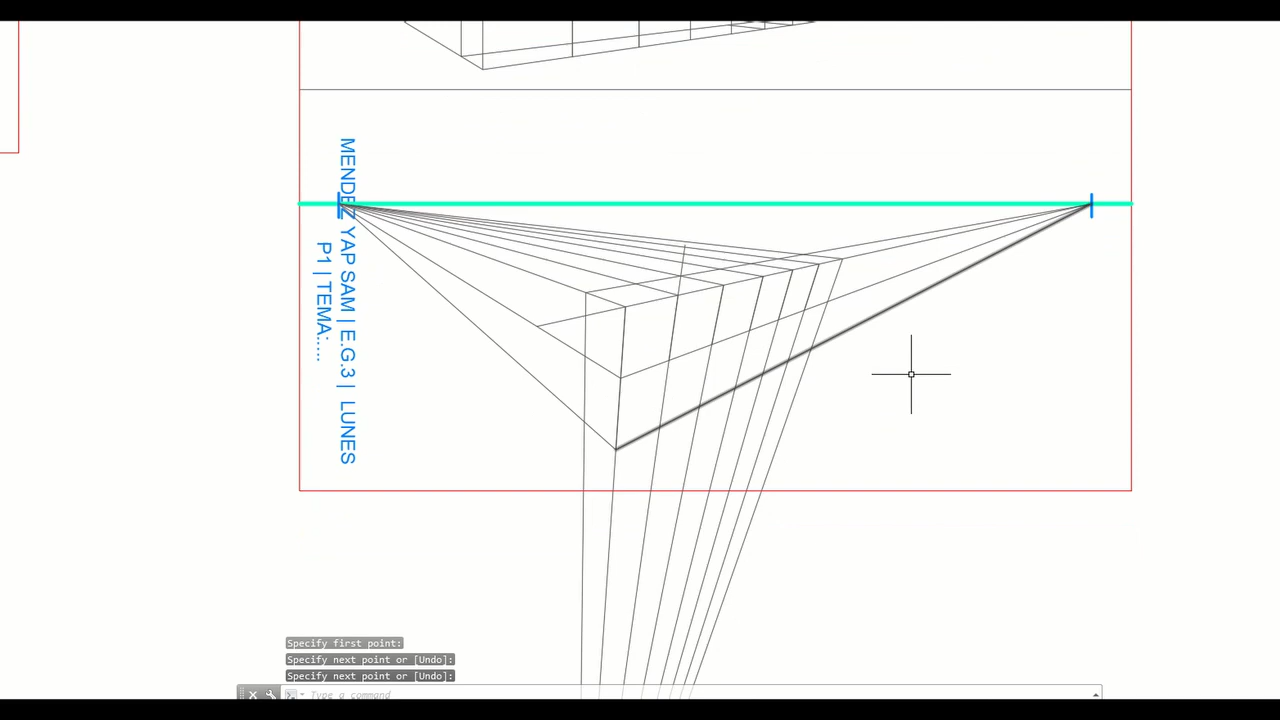 MENDEZ YAP SAM | E.G.3 | LUNES
P1 | TEMA:....
Specify first point:
Specify next point or [Undo]:
Specify next point or [Undo]:
Type a command